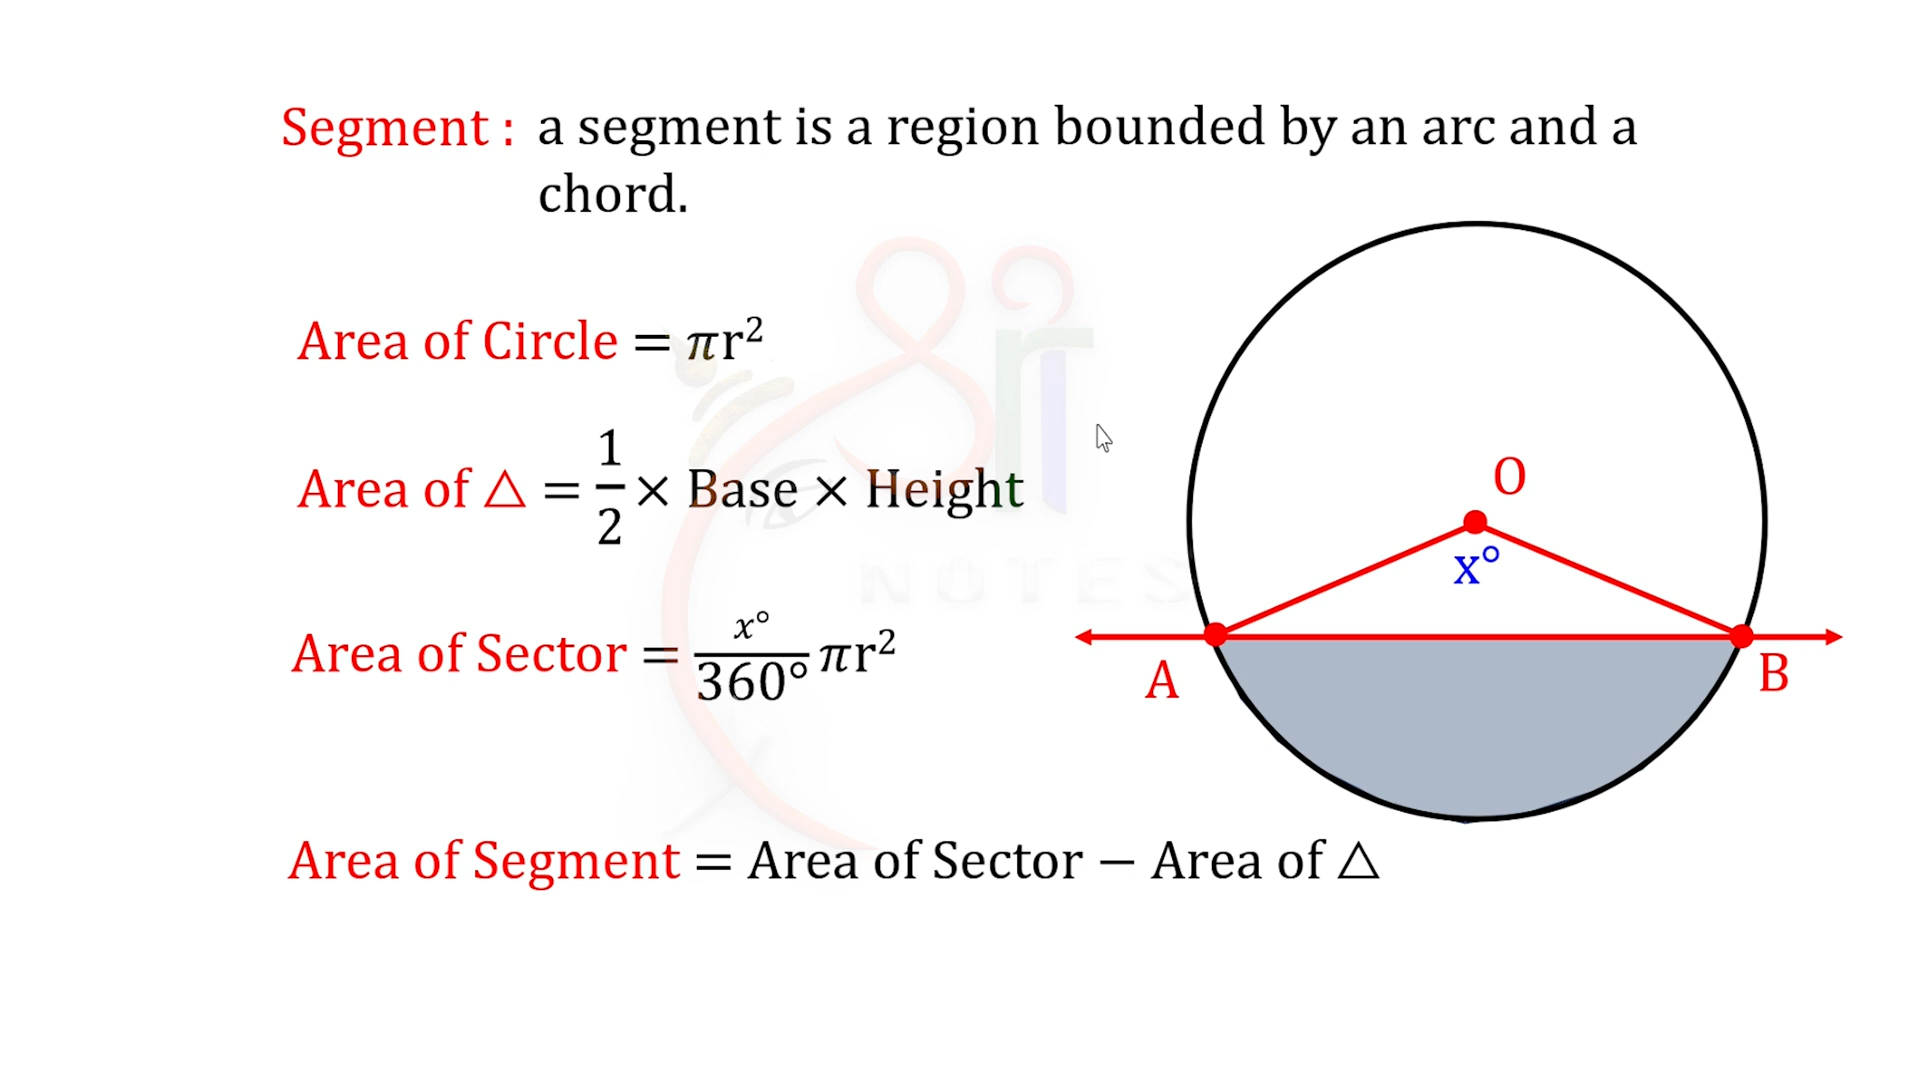 Segment : a segment is a region bounded by an arc and a
chord.
Area of Circle = πr²
Area of △ = 1/2 × Base × Height
Area of Sector = x°/360° πr²
Area of Segment = Area of Sector − Area of △
O
x°
A
B
NOTES